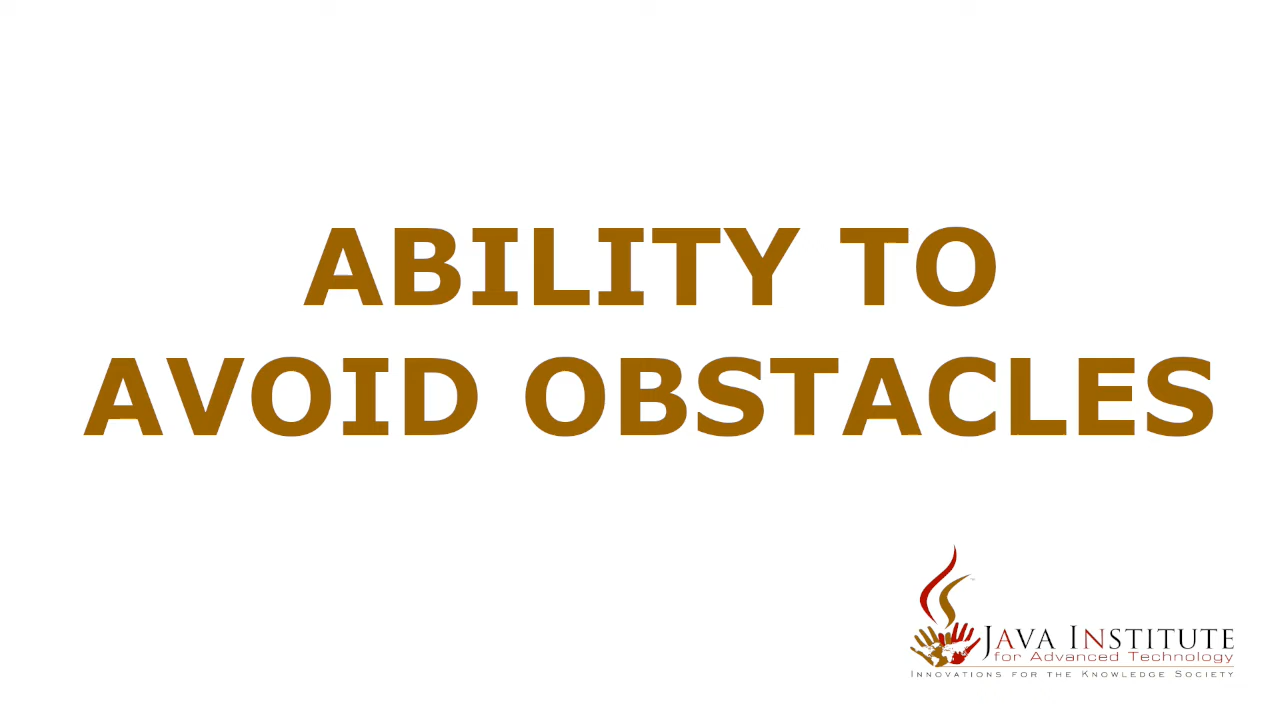 ABILITY TO
AVOID OBSTACLES
JAVA INSTITUTE
for Advanced Technology
INNOVATIONS FOR THE KNOWLEDGE SOCIETY